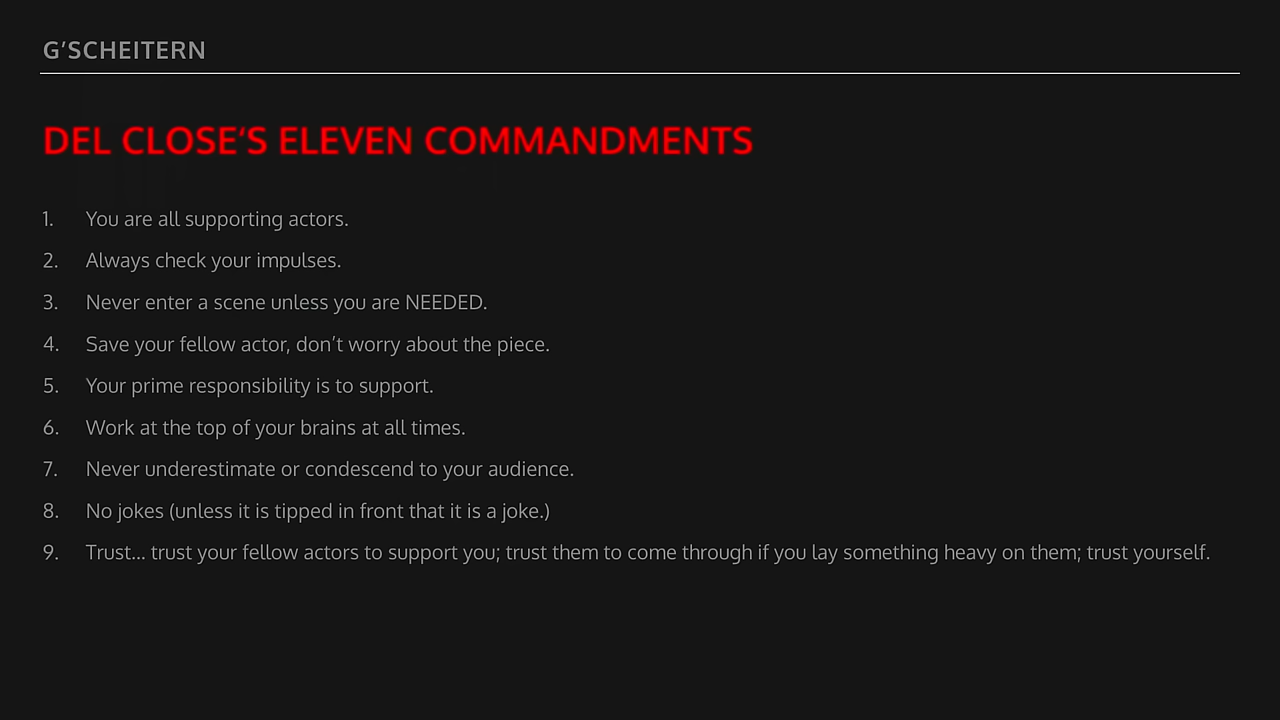 G’SCHEITERN
DEL CLOSE‘S ELEVEN COMMANDMENTS
1. You are all supporting actors.
2. Always check your impulses.
3. Never enter a scene unless you are NEEDED.
4. Save your fellow actor, don’t worry about the piece.
5. Your prime responsibility is to support.
6. Work at the top of your brains at all times.
7. Never underestimate or condescend to your audience.
8. No jokes (unless it is tipped in front that it is a joke.)
9. Trust... trust your fellow actors to support you; trust them to come through if you lay something heavy on them; trust yourself.